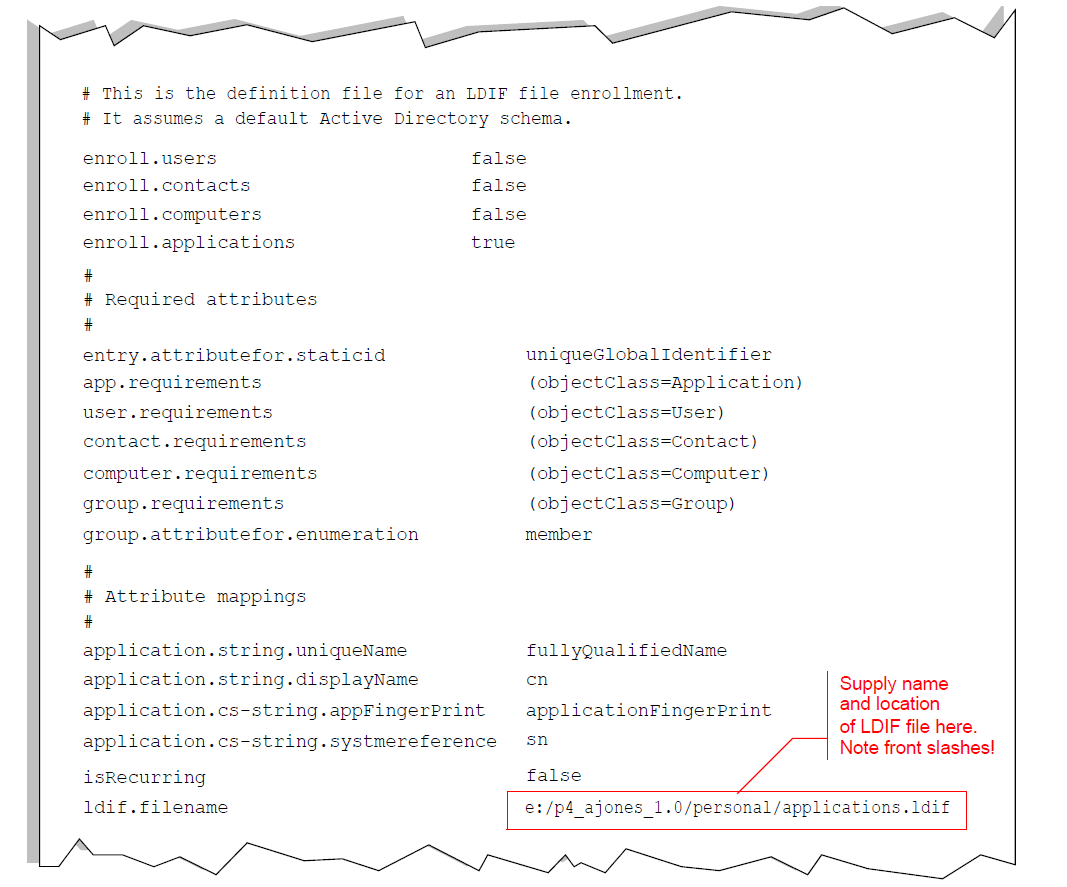 # This is the definition file for an LDIF file enrollment.
# It assumes a default Active Directory schema.
enroll.users false
enroll.contacts false
enroll.computers false
enroll.applications true
#
# Required attributes
#
entry.attributefor.staticid uniqueGlobalIdentifier
app.requirements (objectClass=Application)
user.requirements (objectClass=User)
contact.requirements (objectClass=Contact)
computer.requirements (objectClass=Computer)
group.requirements (objectClass=Group)
group.attributefor.enumeration member
#
# Attribute mappings
#
application.string.uniqueName fullyQualifiedName
application.string.displayName cn
application.cs-string.appFingerPrint applicationFingerPrint
application.cs-string.systmereference sn
isRecurring false
ldif.filename e:/p4_ajones_1.0/personal/applications.ldif
Supply name
and location
of LDIF file here.
Note front slashes!